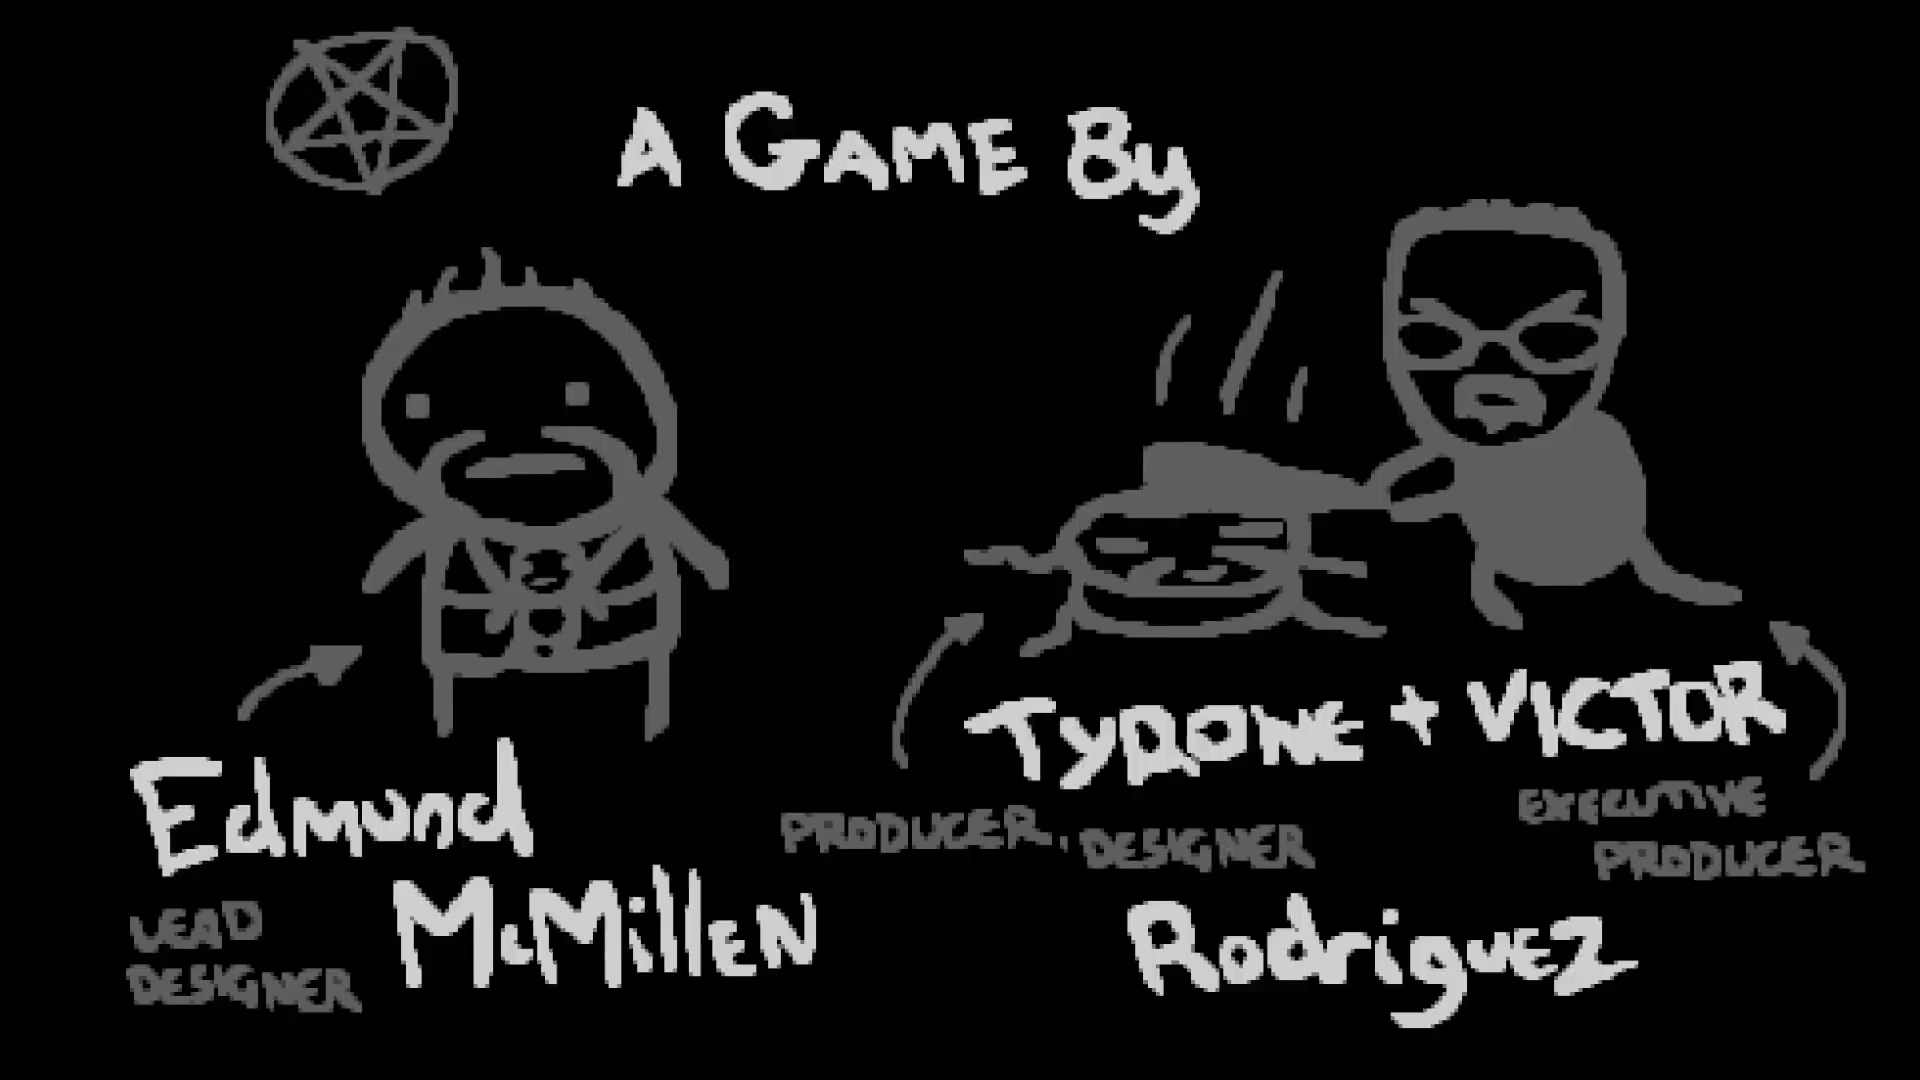 A GAME By
Edmund
McMillEN
LEAD
DESIGNER
TYRONE + VICTOR
PRODUCER.
DESIGNER
EXECUTIVE
PRODUCER
RodriguEZ